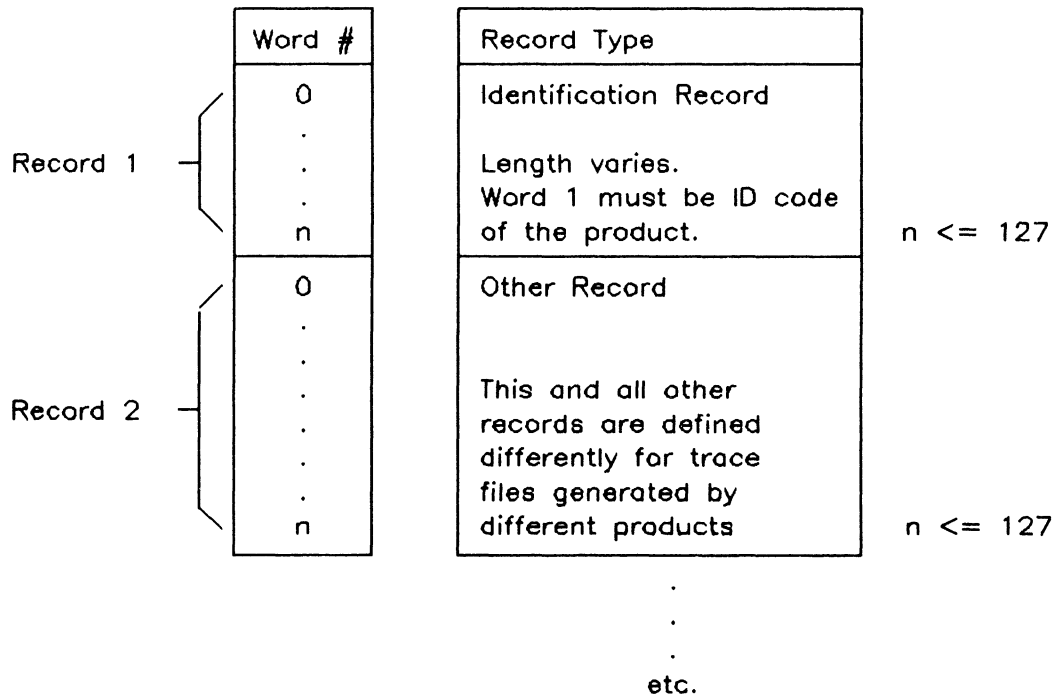 Word # Record Type
0 Identification Record
.
Record 1 . Length varies.
. Word 1 must be ID code
n of the product. n <= 127
0 Other Record
.
.
. This and all other
Record 2 . records are defined
. differently for trace
. files generated by
n different products n <= 127
.
.
.
etc.